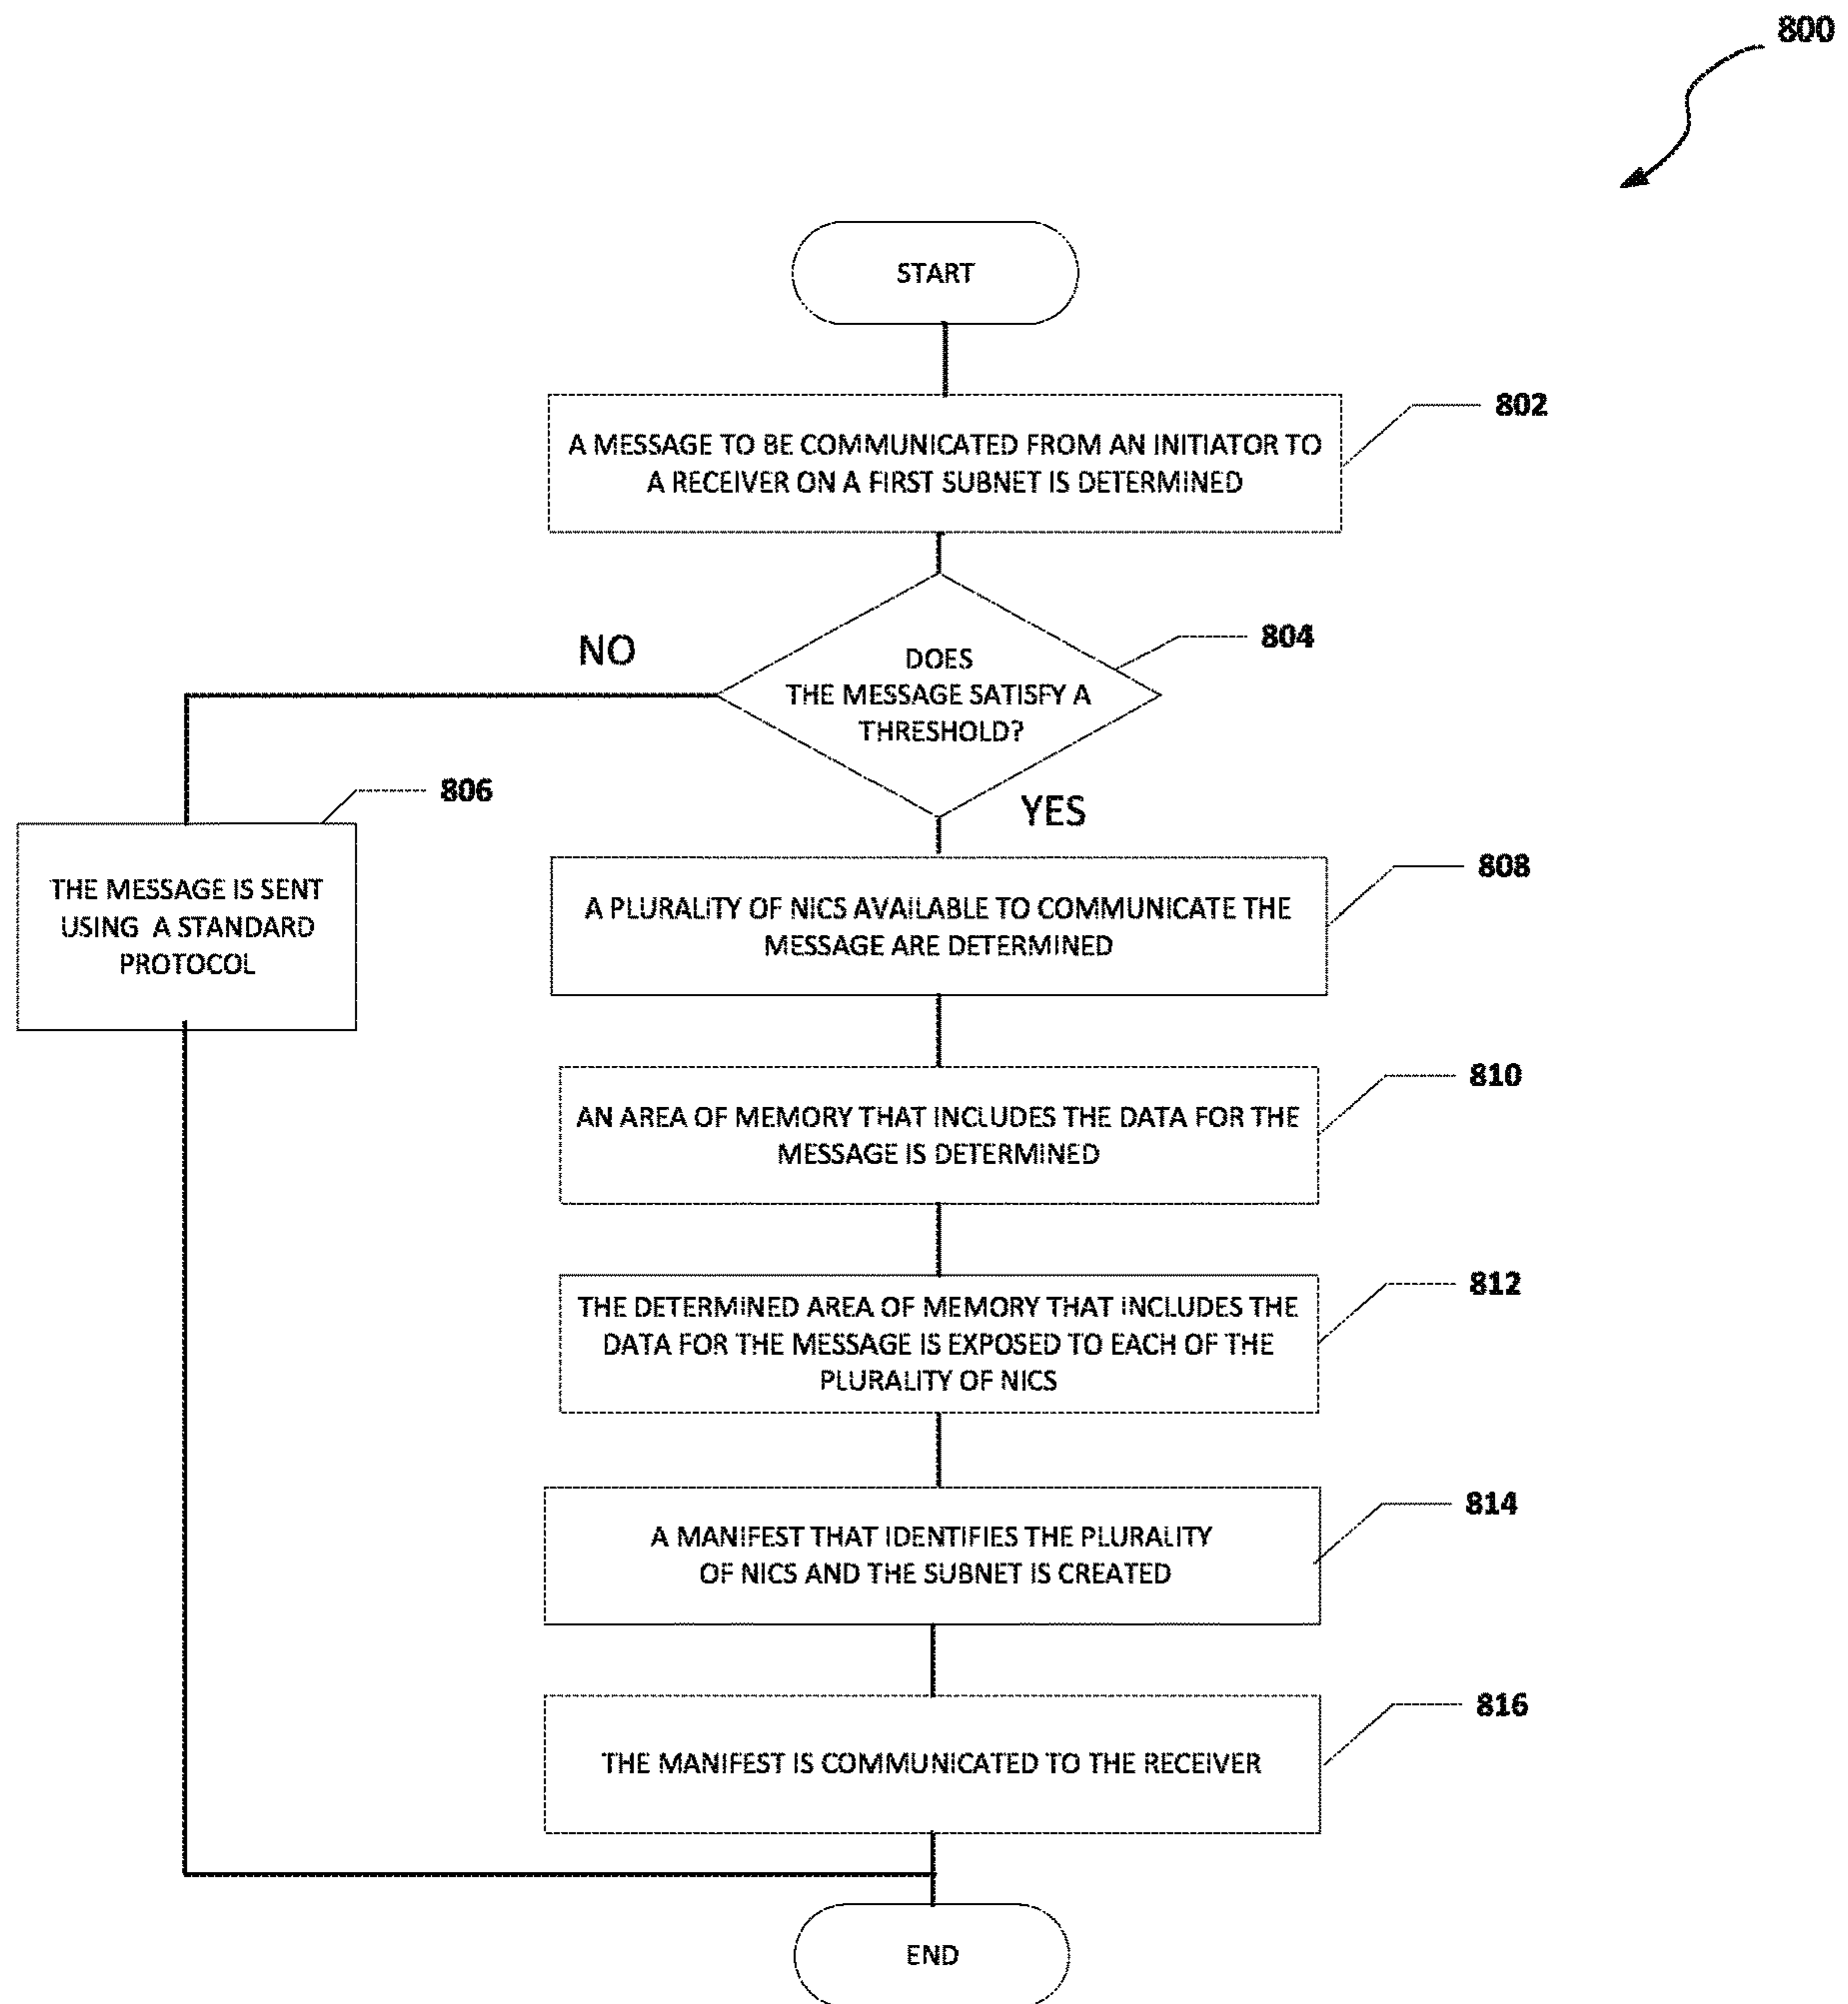 800
START
802
A MESSAGE TO BE COMMUNICATED FROM AN INITIATOR TO
A RECEIVER ON A FIRST SUBNET IS DETERMINED
804
DOES
THE MESSAGE SATISFY A
THRESHOLD?
NO
YES
806
THE MESSAGE IS SENT
USING A STANDARD
PROTOCOL
808
A PLURALITY OF NICS AVAILABLE TO COMMUNICATE THE
MESSAGE ARE DETERMINED
810
AN AREA OF MEMORY THAT INCLUDES THE DATA FOR THE
MESSAGE IS DETERMINED
812
THE DETERMINED AREA OF MEMORY THAT INCLUDES THE
DATA FOR THE MESSAGE IS EXPOSED TO EACH OF THE
PLURALITY OF NICS
814
A MANIFEST THAT IDENTIFIES THE PLURALITY
OF NICS AND THE SUBNET IS CREATED
816
THE MANIFEST IS COMMUNICATED TO THE RECEIVER
END